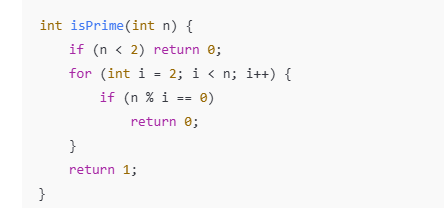 int isPrime(int n) {
    if (n < 2) return 0;
    for (int i = 2; i < n; i++) {
        if (n % i == 0)
            return 0;
    }
    return 1;
}